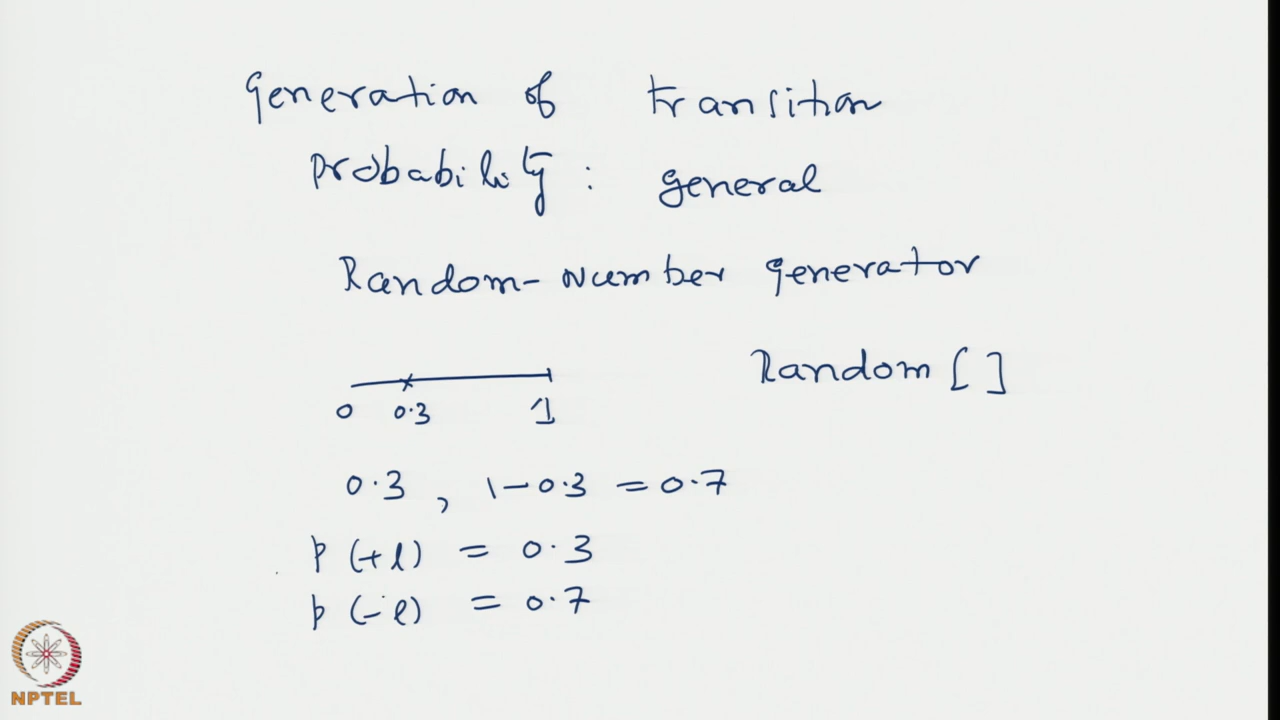 Generation of transition
probability : general
Random-number generator
Random [ ]
0 0.3 1
0.3 , 1-0.3 = 0.7
p (+l) = 0.3
p (-l) = 0.7
NPTEL